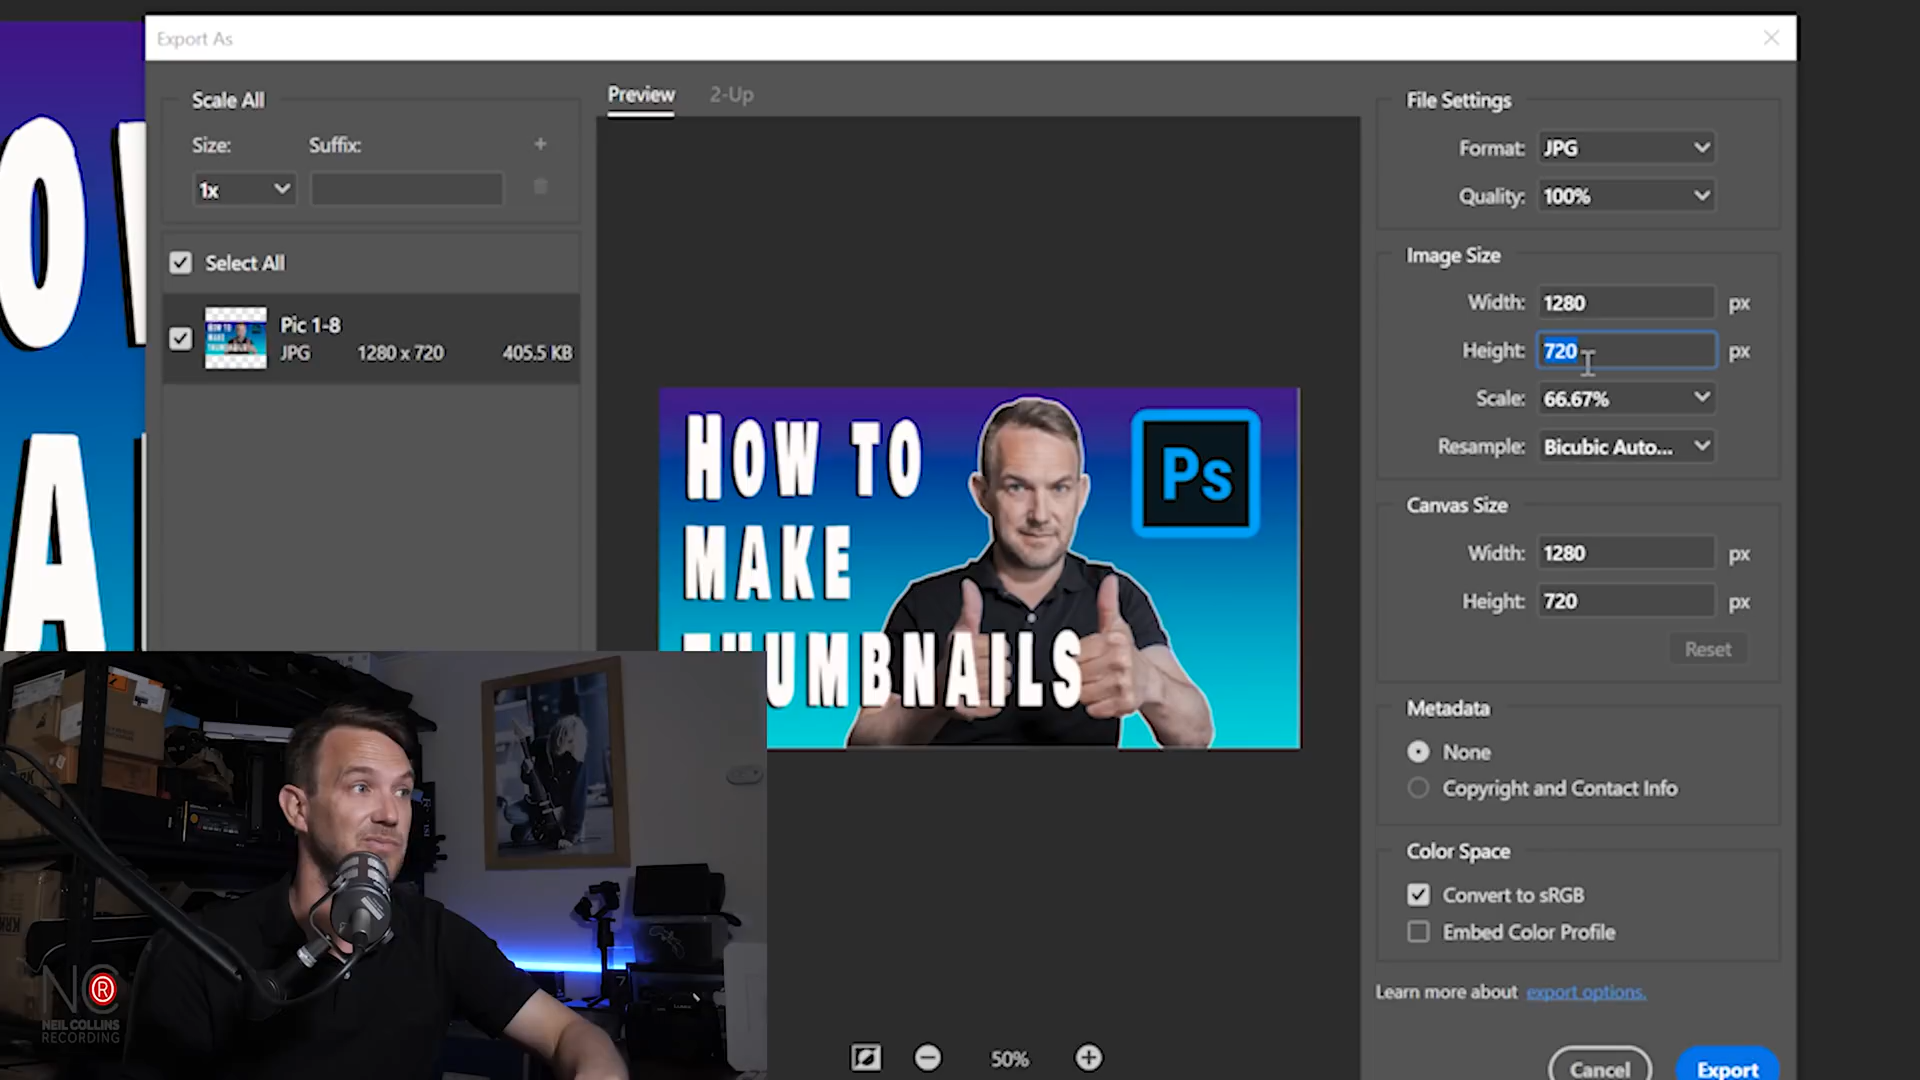 Export As
Scale All
Size:
Suffix:
1x
Select All
Pic 1-8
JPG
1280 x 720
405.5 KB
Preview
2-Up
HOW TO
MAKE
THUMBNAILS
Ps
50%
File Settings
Format: JPG
Quality: 100%
Image Size
Width: 1280 px
Height: 720 px
Scale: 66.67%
Resample: Bicubic Auto...
Canvas Size
Width: 1280 px
Height: 720 px
Reset
Metadata
None
Copyright and Contact Info
Color Space
Convert to sRGB
Embed Color Profile
Learn more about export options.
Cancel
Export
OW
A
KRK
NC ®
NEIL COLLINS
RECORDING